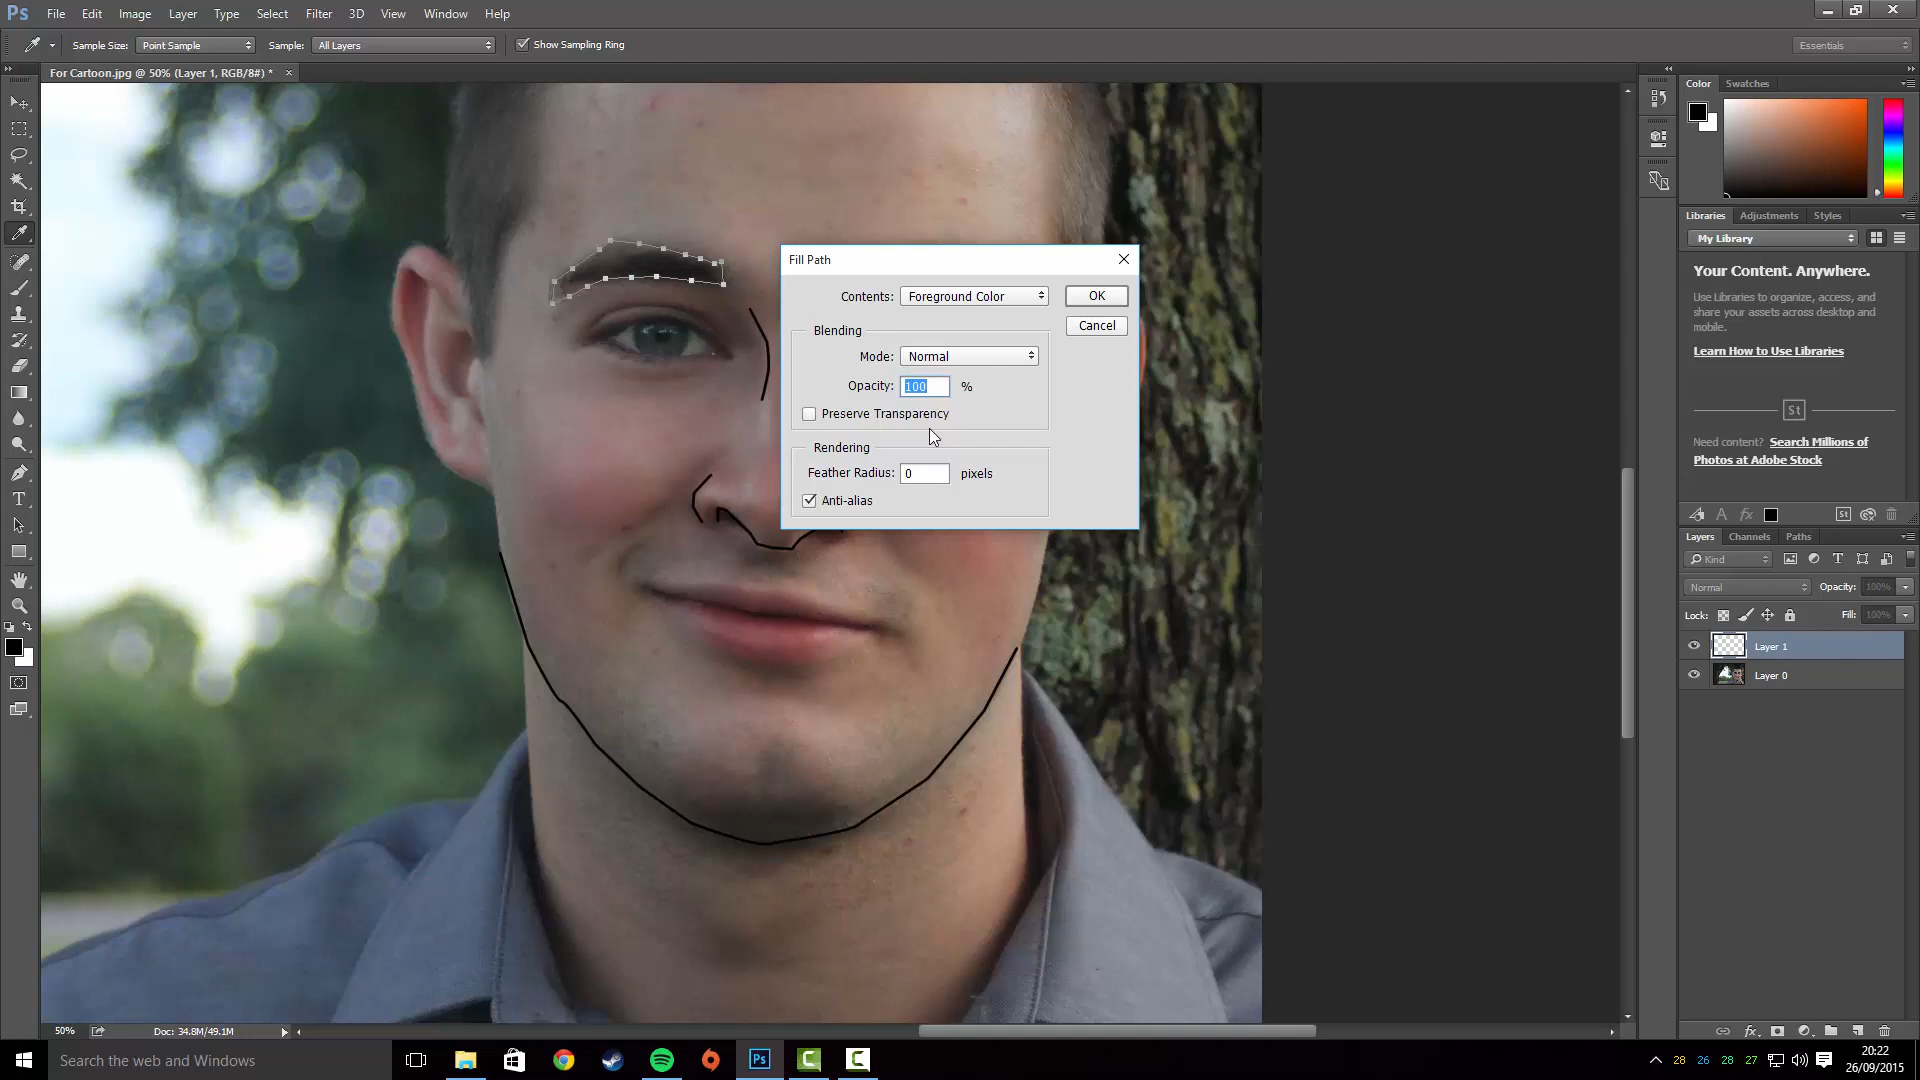 Ps File Edit Image Layer Type Select Filter 3D View Window Help
Sample Size: Point Sample Sample: All Layers Show Sampling Ring Essentials
For Cartoon.jpg @ 50% (Layer 1, RGB/8#) *
Color Swatches
Libraries Adjustments Styles
My Library
Your Content. Anywhere.
Use Libraries to organize, access, and
share your assets across desktop and
mobile.
Learn How to Use Libraries
St
Need content? Search Millions of
Photos at Adobe Stock
St
Fill Path
Contents: Foreground Color OK
Cancel
Blending
Mode: Normal
Opacity: 100 %
Preserve Transparency
Rendering
Feather Radius: 0 pixels
Anti-alias
Layers Channels Paths
Kind
Normal Opacity: 100%
Lock: Fill: 100%
Layer 1
Layer 0
50% Doc: 34.8M/49.1M
Search the web and Windows
Ps
28 26 28 27
20:22
26/09/2015